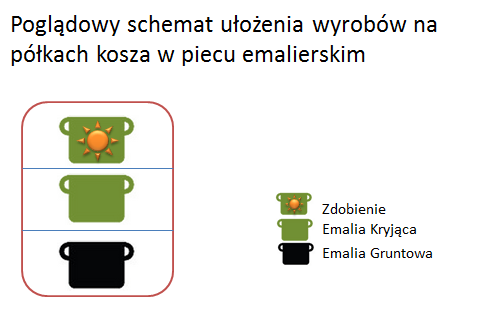 Poglądowy schemat ułożenia wyrobów na
półkach kosza w piecu emalierskim
Zdobienie
Emalia Kryjąca
Emalia Gruntowa